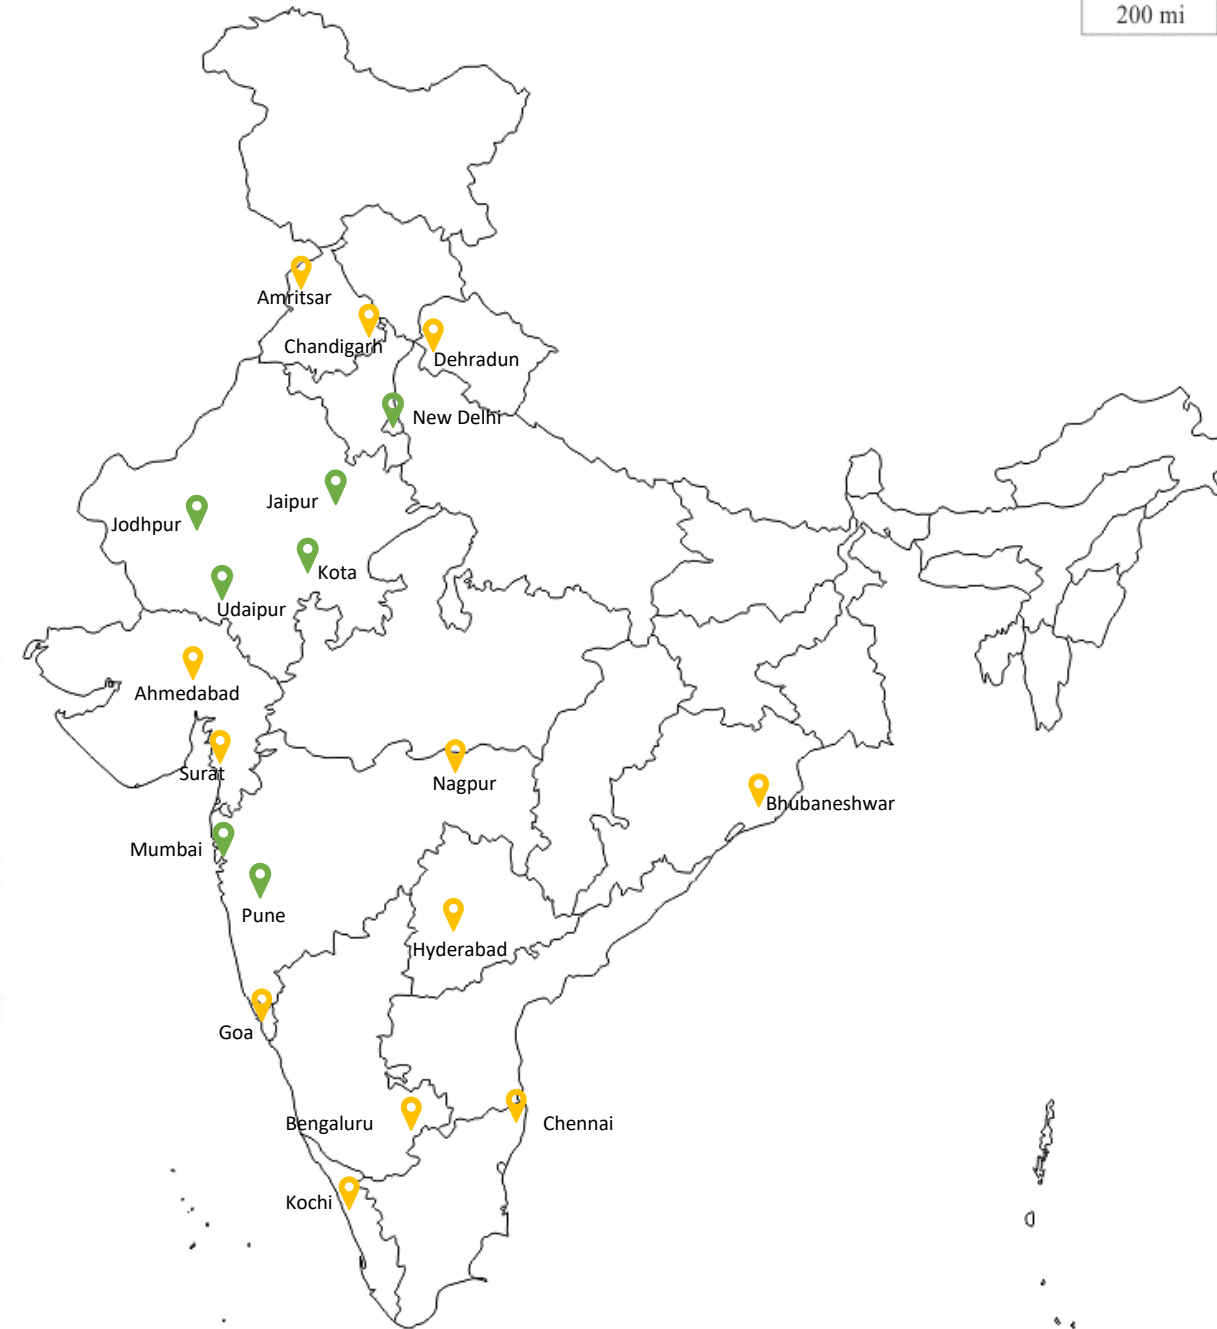 200 mi
Amritsar
Chandigarh
Dehradun
New Delhi
Jaipur
Jodhpur
Kota
Udaipur
Ahmedabad
Surat
Nagpur
Bhubaneshwar
Mumbai
Pune
Hyderabad
Goa
Bengaluru
Chennai
Kochi